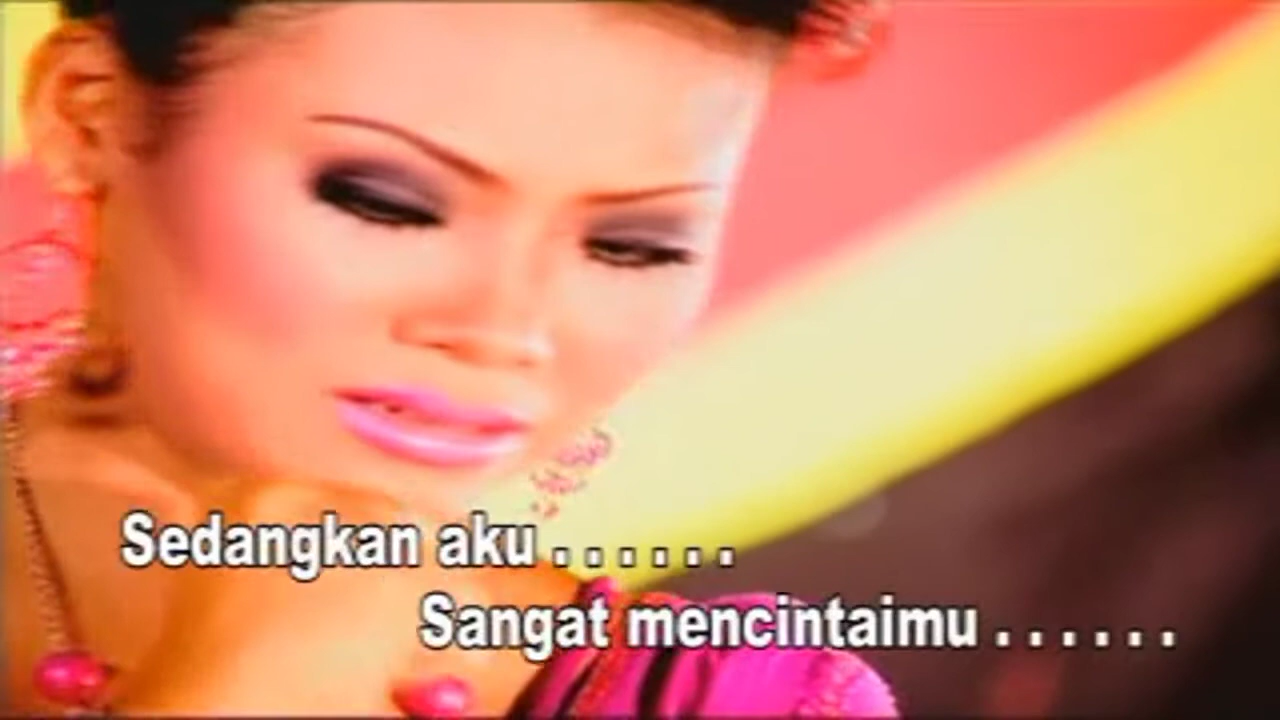 Sedangkan aku ......
Sangat mencintaimu ......